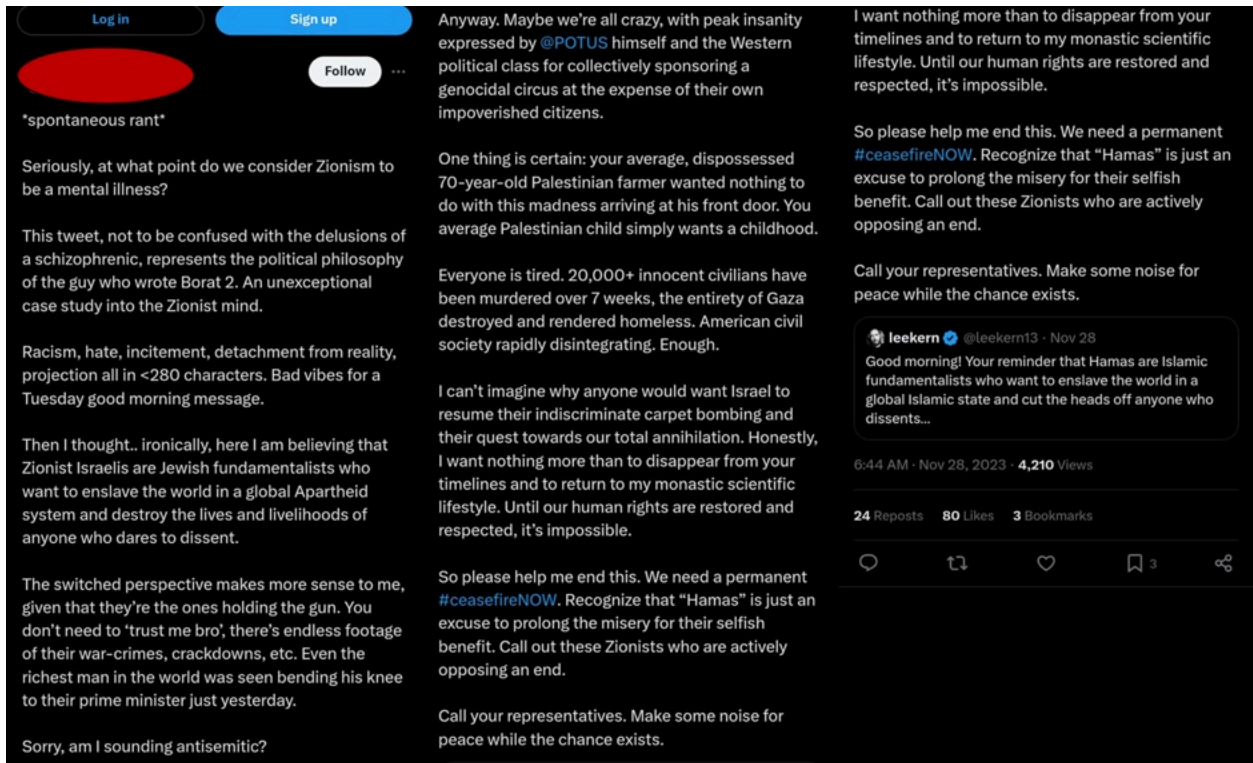 Log in
Sign up
Follow
*spontaneous rant*
Seriously, at what point do we consider Zionism to
be a mental illness?
This tweet, not to be confused with the delusions of
a schizophrenic, represents the political philosophy
of the guy who wrote Borat 2. An unexceptional
case study into the Zionist mind.
Racism, hate, incitement, detachment from reality,
projection all in <280 characters. Bad vibes for a
Tuesday good morning message.
Then I thought.. ironically, here I am believing that
Zionist Israelis are Jewish fundamentalists who
want to enslave the world in a global Apartheid
system and destroy the lives and livelihoods of
anyone who dares to dissent.
The switched perspective makes more sense to me,
given that they're the ones holding the gun. You
don't need to 'trust me bro', there's endless footage
of their war-crimes, crackdowns, etc. Even the
richest man in the world was seen bending his knee
to their prime minister just yesterday.
Sorry, am I sounding antisemitic?
Anyway. Maybe we're all crazy, with peak insanity
expressed by @POTUS himself and the Western
political class for collectively sponsoring a
genocidal circus at the expense of their own
impoverished citizens.
One thing is certain: your average, dispossessed
70-year-old Palestinian farmer wanted nothing to
do with this madness arriving at his front door. You
average Palestinian child simply wants a childhood.
Everyone is tired. 20,000+ innocent civilians have
been murdered over 7 weeks, the entirety of Gaza
destroyed and rendered homeless. American civil
society rapidly disintegrating. Enough.
I can't imagine why anyone would want Israel to
resume their indiscriminate carpet bombing and
their quest towards our total annihilation. Honestly,
I want nothing more than to disappear from your
timelines and to return to my monastic scientific
lifestyle. Until our human rights are restored and
respected, it's impossible.
So please help me end this. We need a permanent
#ceasefireNOW. Recognize that "Hamas" is just an
excuse to prolong the misery for their selfish
benefit. Call out these Zionists who are actively
opposing an end.
Call your representatives. Make some noise for
peace while the chance exists.
I want nothing more than to disappear from your
timelines and to return to my monastic scientific
lifestyle. Until our human rights are restored and
respected, it's impossible.
So please help me end this. We need a permanent
#ceasefireNOW. Recognize that "Hamas" is just an
excuse to prolong the misery for their selfish
benefit. Call out these Zionists who are actively
opposing an end.
Call your representatives. Make some noise for
peace while the chance exists.
leekern @leekern13 · Nov 28
Good morning! Your reminder that Hamas are Islamic
fundamentalists who want to enslave the world in a
global Islamic state and cut the heads off anyone who
dissents...
6:44 AM · Nov 28, 2023 · 4,210 Views
24 Reposts 80 Likes 3 Bookmarks
3